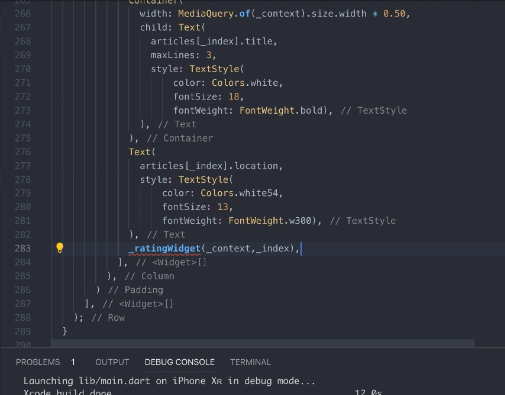 265 Container(
266 width: MediaQuery.of(_context).size.width * 0.50,
267 child: Text(
268 articles[_index].title,
269 maxLines: 3,
270 style: TextStyle(
271 color: Colors.white,
272 fontSize: 18,
273 fontWeight: FontWeight.bold), // TextStyle
274 ), // Text
275 ), // Container
276 Text(
277 articles[_index].location,
278 style: TextStyle(
279 color: Colors.white54,
280 fontSize: 13,
281 fontWeight: FontWeight.w300), // TextStyle
282 ), // Text
283 _ratingWidget(_context,_index),
284 ], // <Widget>[]
285 ), // Column
286 ) // Padding
287 ], // <Widget>[]
288 ); // Row
289 }
290
PROBLEMS 1 OUTPUT DEBUG CONSOLE TERMINAL
Launching lib/main.dart on iPhone XR in debug mode...
Xcode build done. 12.0s